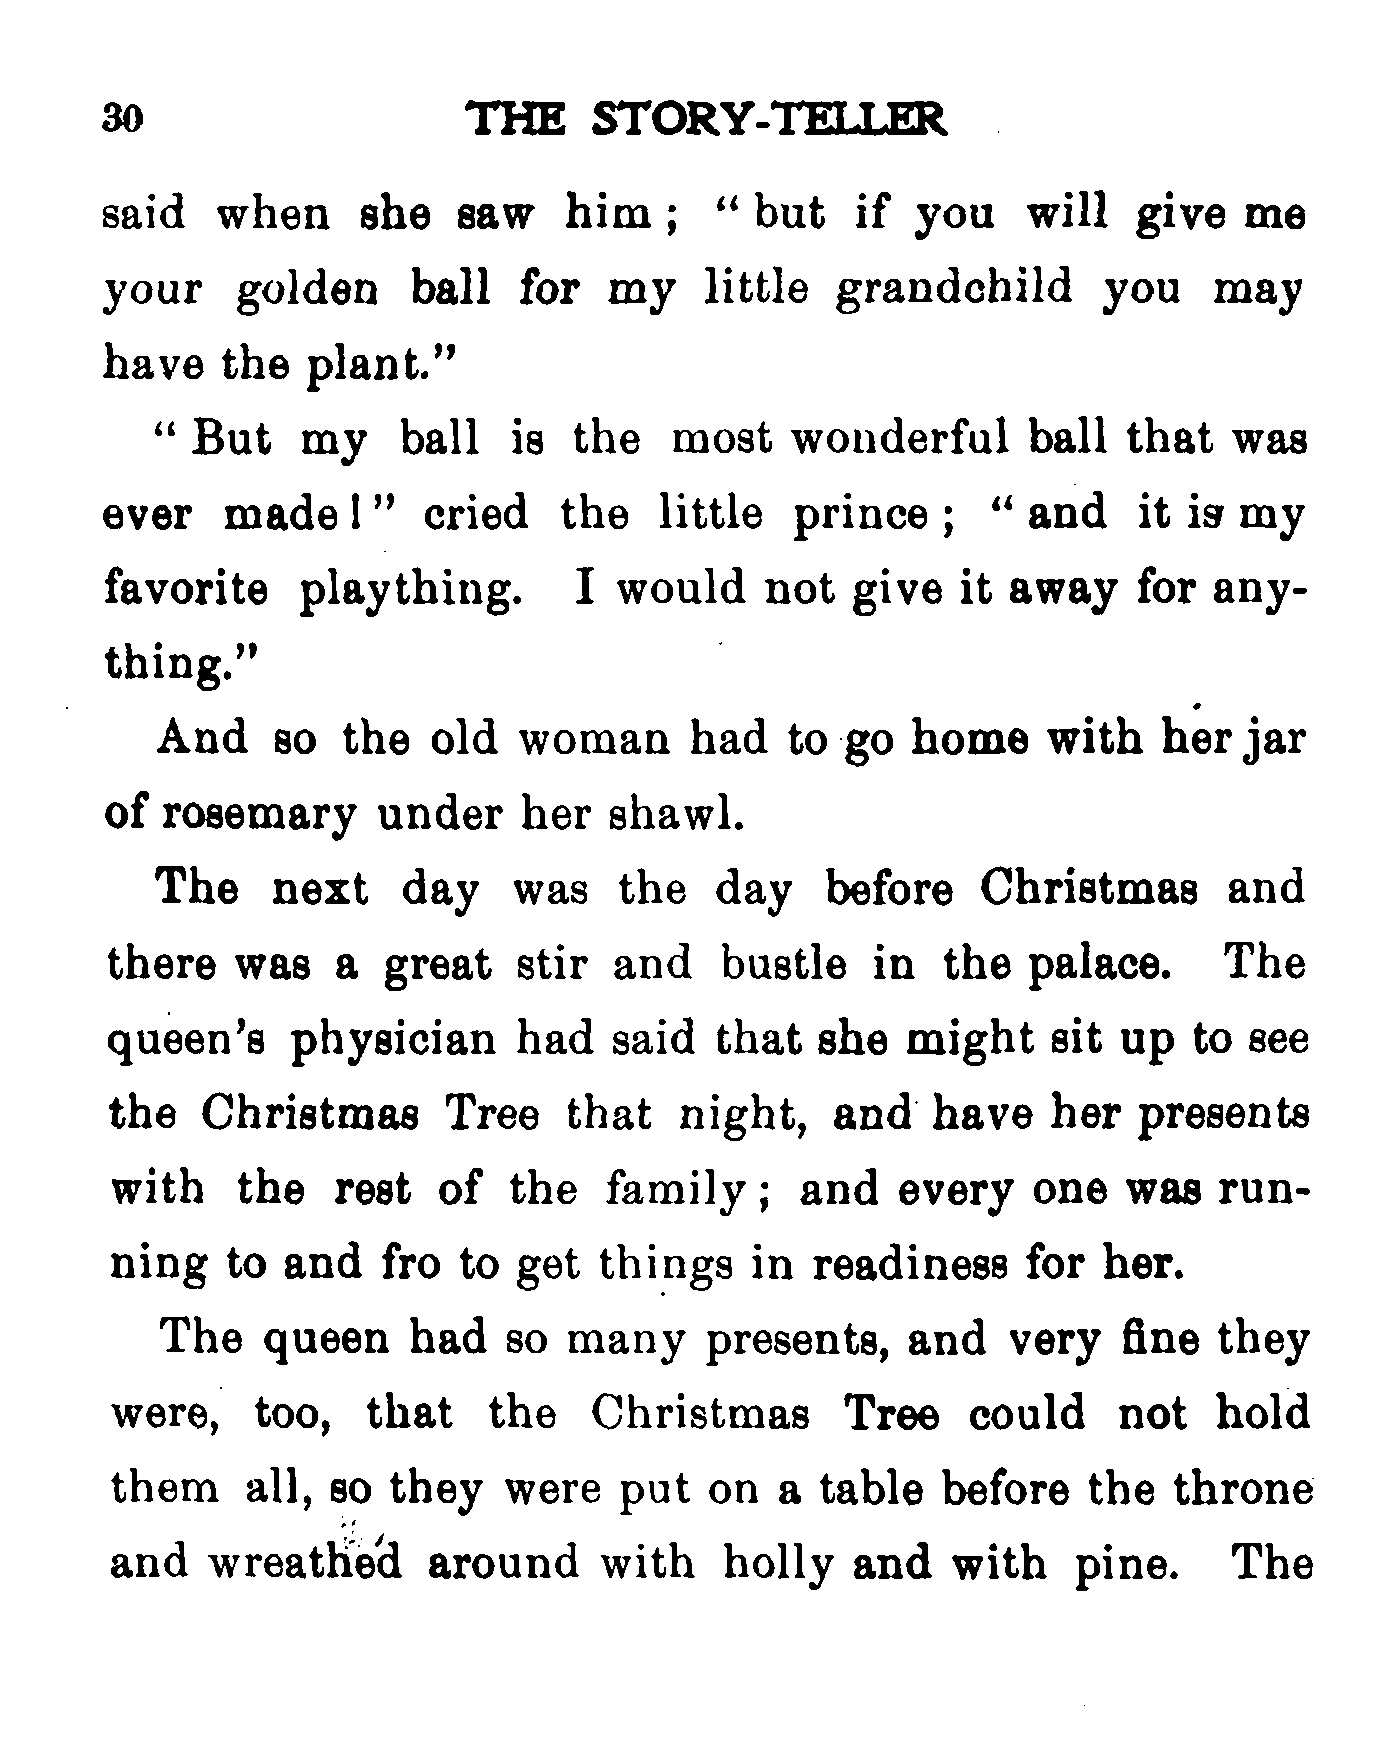 30 THE STORY-TELLER
said when she saw him; "but if you will give me
your golden ball for my little grandchild you may
have the plant."
"But my ball is the most wonderful ball that was
ever made!" cried the little prince; "and it is my
favorite plaything. I would not give it away for any-
thing."
And so the old woman had to go home with her jar
of rosemary under her shawl.
The next day was the day before Christmas and
there was a great stir and bustle in the palace. The
queen's physician had said that she might sit up to see
the Christmas Tree that night, and have her presents
with the rest of the family; and every one was run-
ning to and fro to get things in readiness for her.
The queen had so many presents, and very fine they
were, too, that the Christmas Tree could not hold
them all, so they were put on a table before the throne
and wreathed around with holly and with pine. The